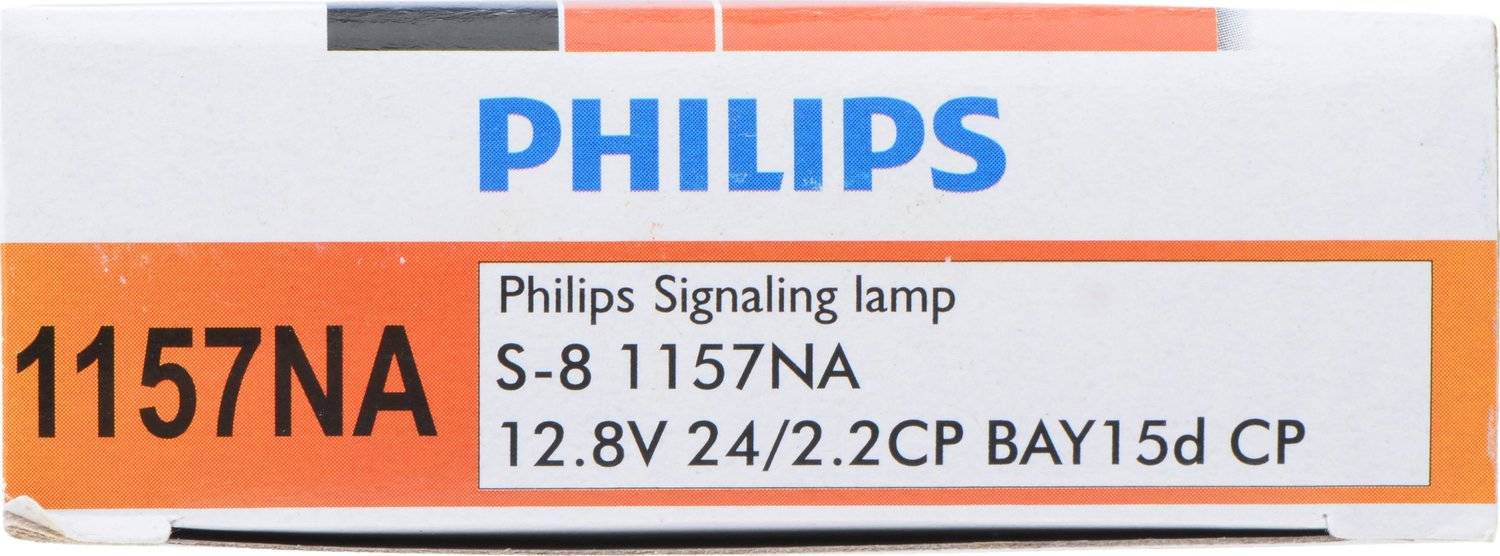 PHILIPS
1157NA
Philips Signaling lamp
S-8 1157NA
12.8V 24/2.2CP BAY15d CP